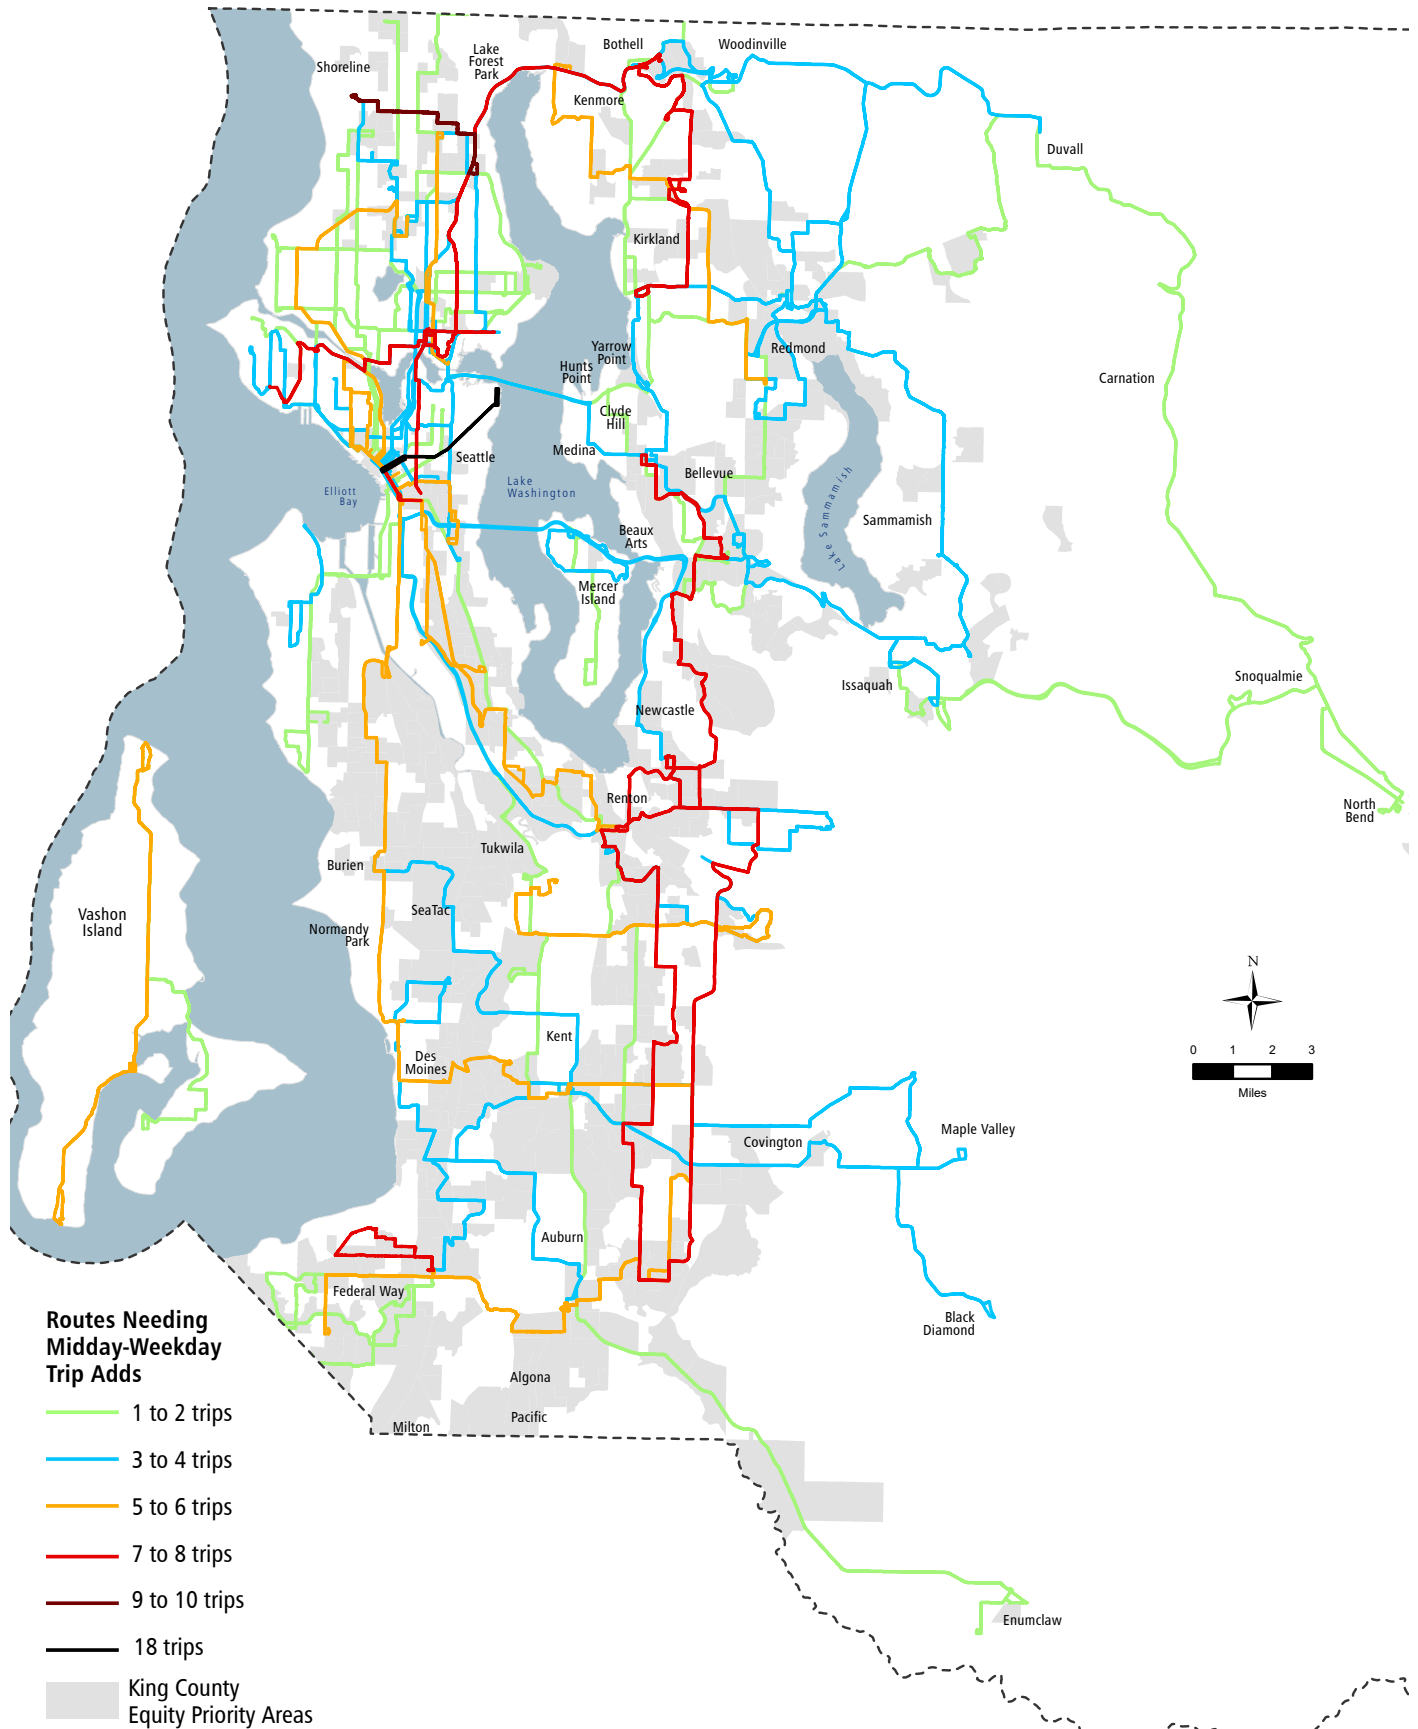 Bothell
Woodinville
Lake
Forest
Park
Shoreline
Kenmore
Duvall
Kirkland
Yarrow
Point
Redmond
Hunts
Point
Carnation
Clyde
Hill
Medina
Seattle
Bellevue
Lake
Washington
Elliott
Bay
Lake Sammamish
Sammamish
Beaux
Arts
Mercer
Island
Issaquah
Snoqualmie
Newcastle
Renton
North
Bend
Tukwila
Burien
SeaTac
Vashon
Island
Normandy
Park
N
Kent
0 1 2 3
Miles
Des
Moines
Covington
Maple Valley
Auburn
Federal Way
Black
Diamond
Algona
Pacific
Milton
Enumclaw
Routes Needing
Midday-Weekday
Trip Adds
1 to 2 trips
3 to 4 trips
5 to 6 trips
7 to 8 trips
9 to 10 trips
18 trips
King County
Equity Priority Areas